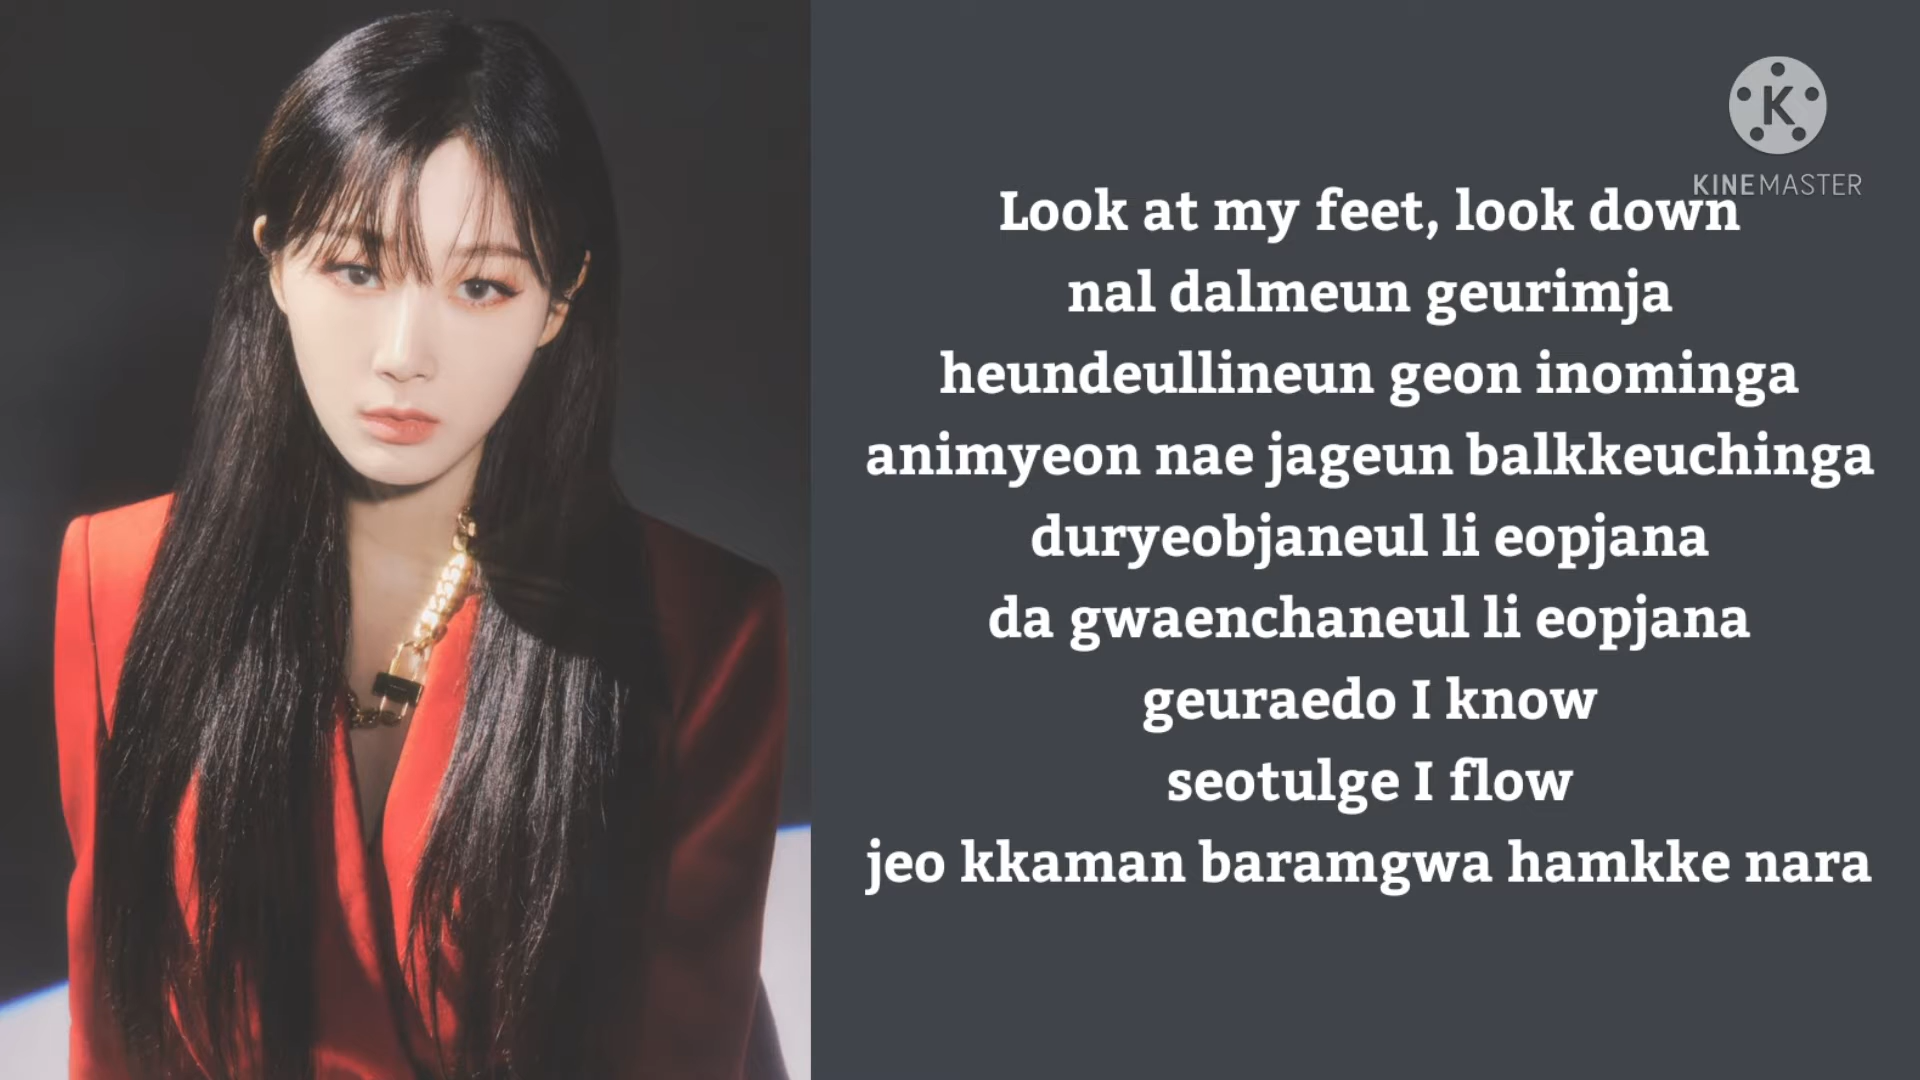 K
KINEMASTER
Look at my feet, look down
nal dalmeun geurimja
heundeullineun geon inominga
animyeon nae jageun balkkeuchinga
duryeobjaneul li eopjana
da gwaenchaneul li eopjana
geuraedo I know
seotulge I flow
jeo kkaman baramgwa hamkke nara